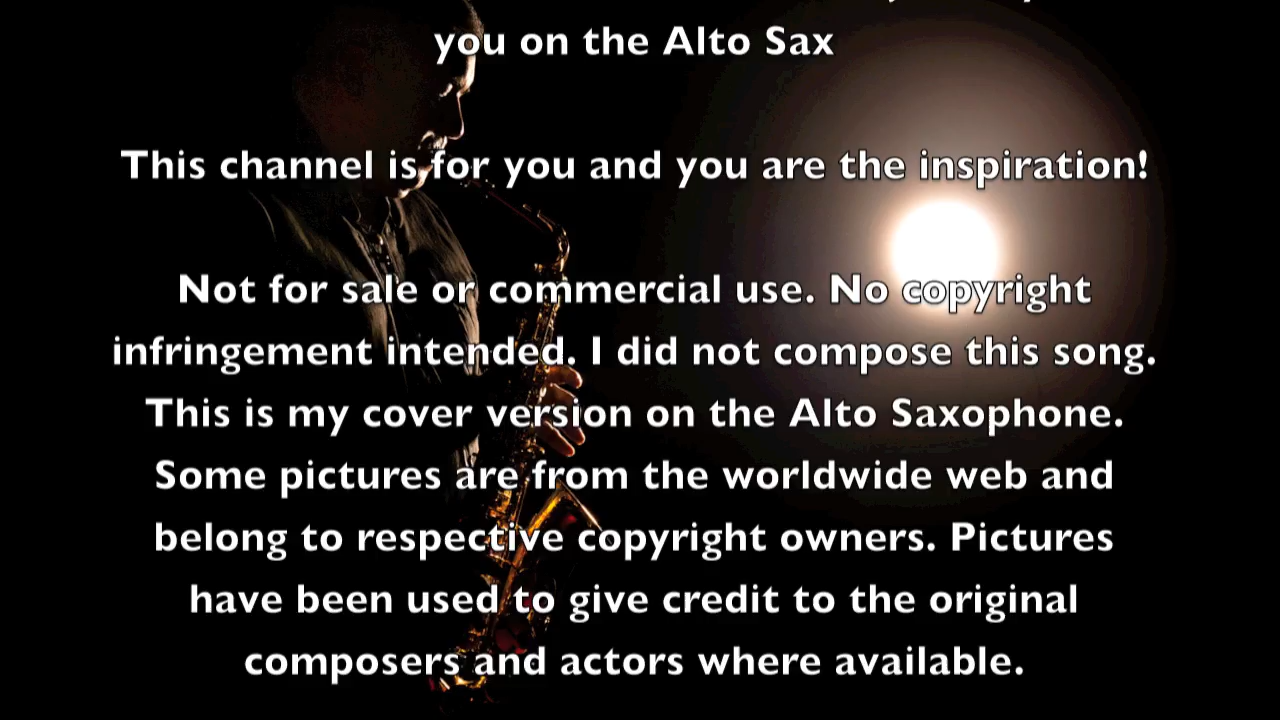 you on the Alto Sax
This channel is for you and you are the inspiration!
Not for sale or commercial use. No copyright
infringement intended. I did not compose this song.
This is my cover version on the Alto Saxophone.
Some pictures are from the worldwide web and
belong to respective copyright owners. Pictures
have been used to give credit to the original
composers and actors where available.